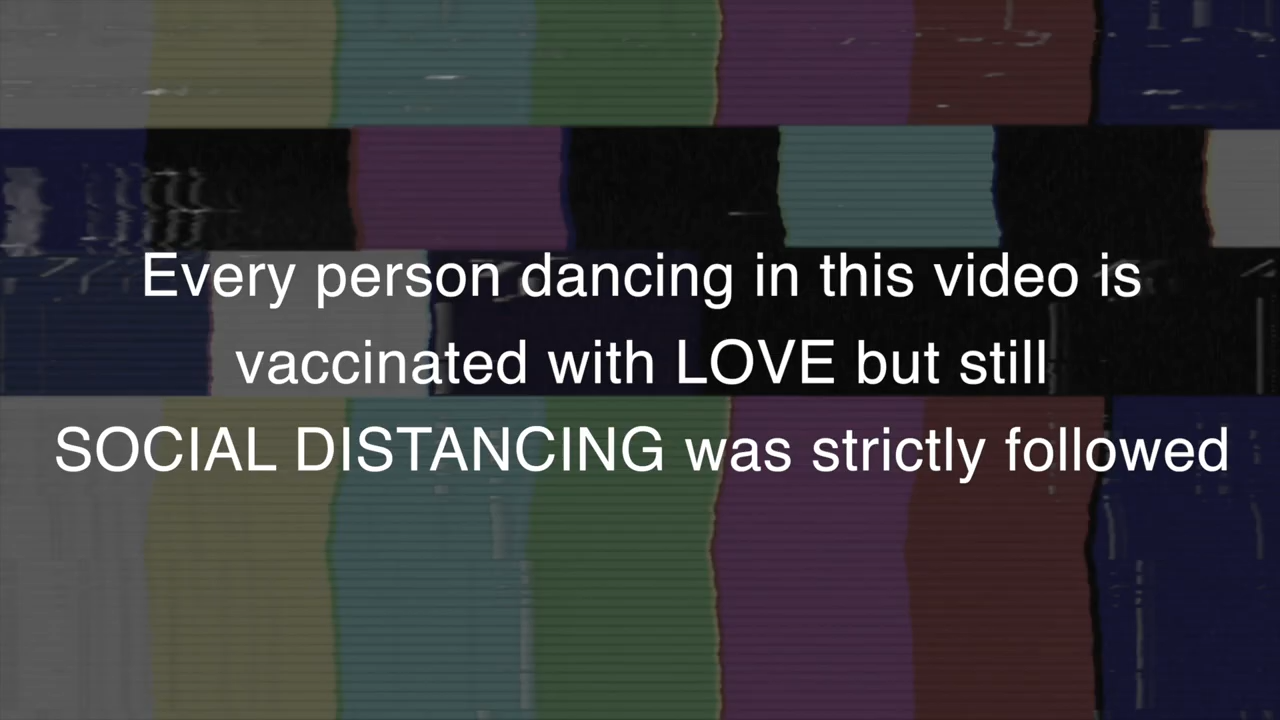 Every person dancing in this video is
vaccinated with LOVE but still
SOCIAL DISTANCING was strictly followed